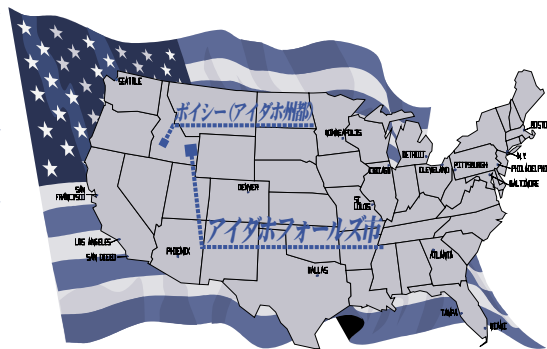 SEATTLE
ボイシー(アイダホ州都)
MINNEAPOLIS
BOSTON
DETROIT
N.Y.
CHICAGO
CLEVELAND
PITTSBURGH
PHILADELPHIA
BALTIMORE
DENVER
SAN
FRANCISCO
ST.
LOUIS
アイダホフォールズ市
LOS ANGELES
SAN DIEGO
PHOENIX
ATLANTA
DALLAS
TAMPA
MIAMI